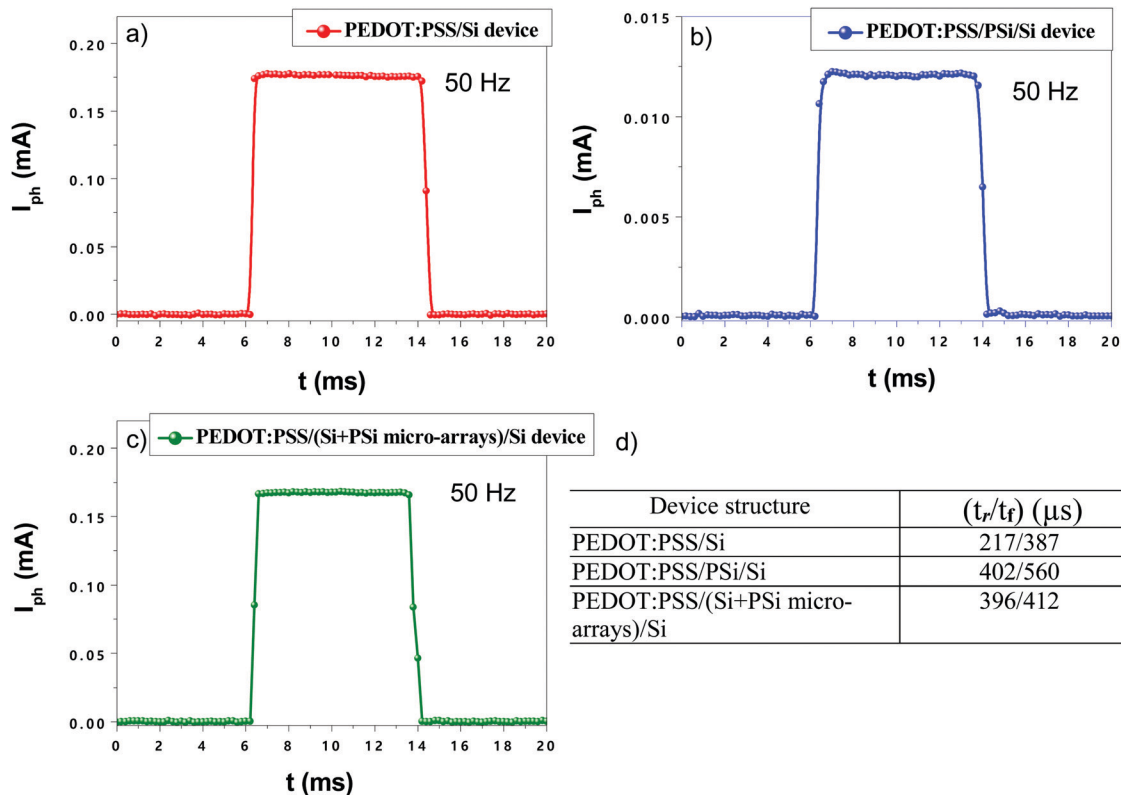 a)
PEDOT:PSS/Si device
50 Hz
0.20
0.15
0.10
0.05
0.00
I_ph (mA)
0 2 4 6 8 10 12 14 16 18 20
t (ms)
b)
PEDOT:PSS/PSi/Si device
50 Hz
0.015
0.010
0.005
0.000
I_ph (mA)
0 2 4 6 8 10 12 14 16 18 20
t (ms)
c)
PEDOT:PSS/(Si+PSi micro-arrays)/Si device
50 Hz
0.20
0.15
0.10
0.05
0.00
I_ph (mA)
0 2 4 6 8 10 12 14 16 18 20
t (ms)
d)
Device structure (t_r/t_f) (μs)
PEDOT:PSS/Si 217/387
PEDOT:PSS/PSi/Si 402/560
PEDOT:PSS/(Si+PSi micro- 396/412
arrays)/Si